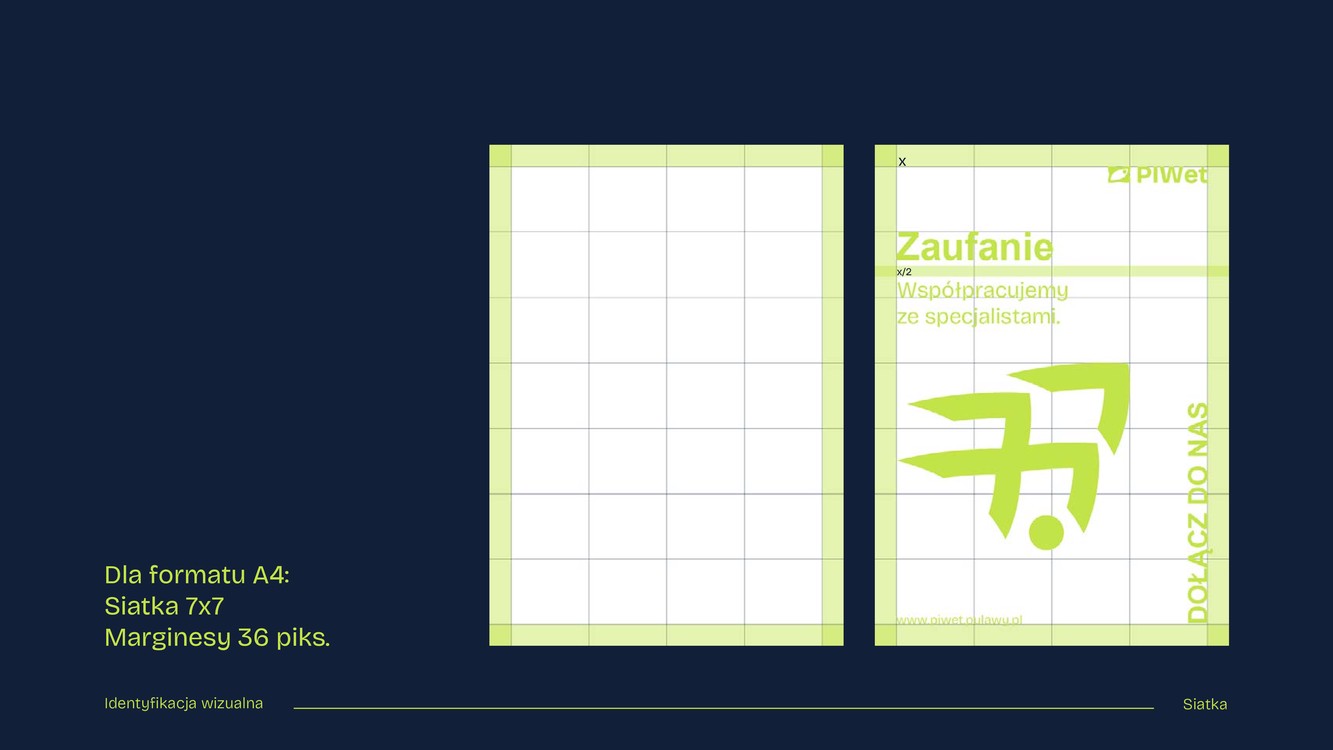 Dla formatu A4:
Siatka 7x7
Marginesy 36 piks.
x
PIWet
Zaufanie
x/2
Współpracujemy
ze specjalistami.
DOŁĄCZ DO NAS
www.piwet.pulawy.pl
Identyfikacja wizualna
Siatka